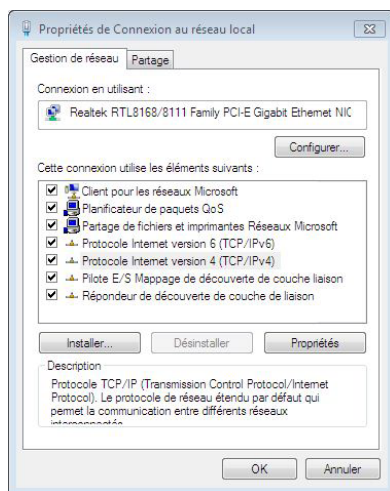 Propriétés de Connexion au réseau local
Gestion de réseau
Partage
Connexion en utilisant :
Realtek RTL8168/8111 Family PCI-E Gigabit Ethernet NIC
Configurer...
Cette connexion utilise les éléments suivants :
Client pour les réseaux Microsoft
Planificateur de paquets QoS
Partage de fichiers et imprimantes Réseaux Microsoft
Protocole Internet version 6 (TCP/IPv6)
Protocole Internet version 4 (TCP/IPv4)
Pilote E/S Mappage de découverte de couche liaison
Répondeur de découverte de couche de liaison
Installer...
Désinstaller
Propriétés
Description
Protocole TCP/IP (Transmission Control Protocol/Internet
Protocol). Le protocole de réseau étendu par défaut qui
permet la communication entre différents réseaux
interconnectés
OK
Annuler